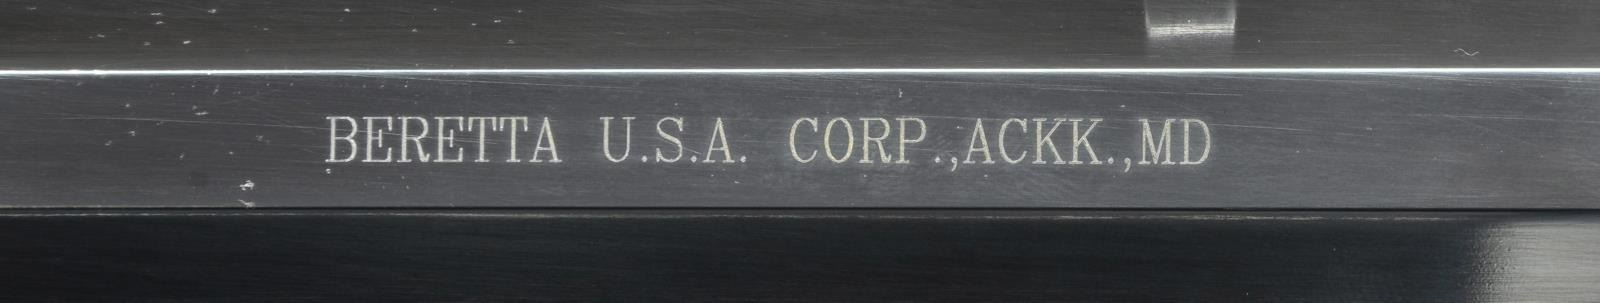 BERETTA U.S.A. CORP.,ACKK.,MD